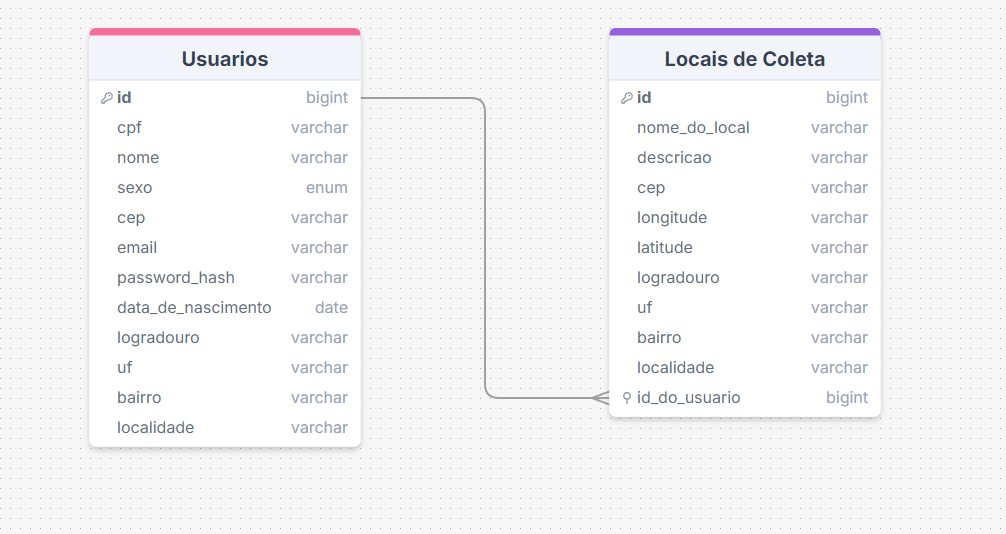 Usuarios
id bigint
cpf varchar
nome varchar
sexo enum
cep varchar
email varchar
password_hash varchar
data_de_nascimento date
logradouro varchar
uf varchar
bairro varchar
localidade varchar
Locais de Coleta
id bigint
nome_do_local varchar
descricao varchar
cep varchar
longitude varchar
latitude varchar
logradouro varchar
uf varchar
bairro varchar
localidade varchar
id_do_usuario bigint